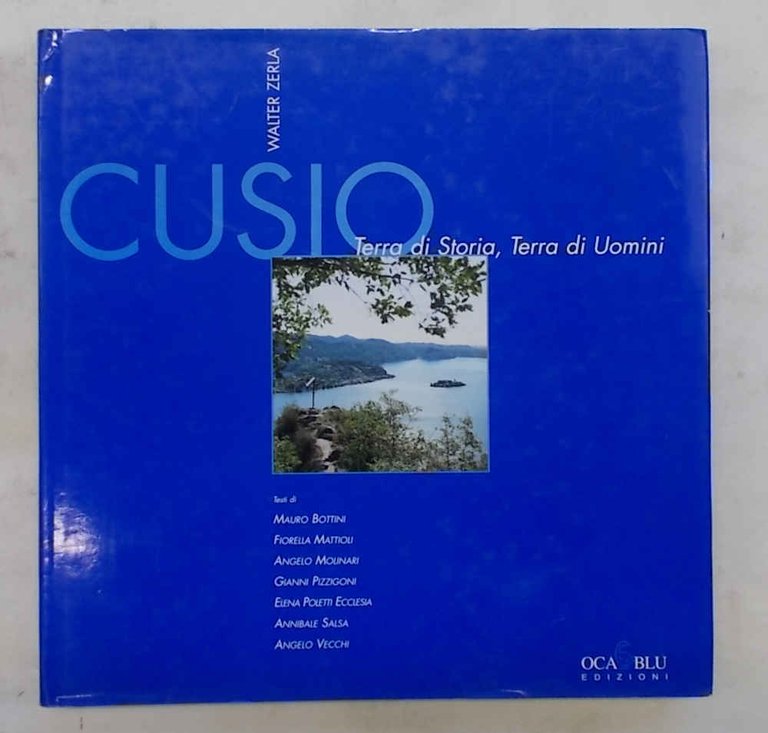 WALTER ZERLA
CUSIO
Terra di Storia, Terra di Uomini
Testi di
MAURO BOTTINI
FIORELLA MATTIOLI
ANGELO MOLINARI
GIANNI PIZZIGONI
ELENA POLETTI ECCLESIA
ANNIBALE SALSA
ANGELO VECCHI
OCA BLU
EDIZIONI